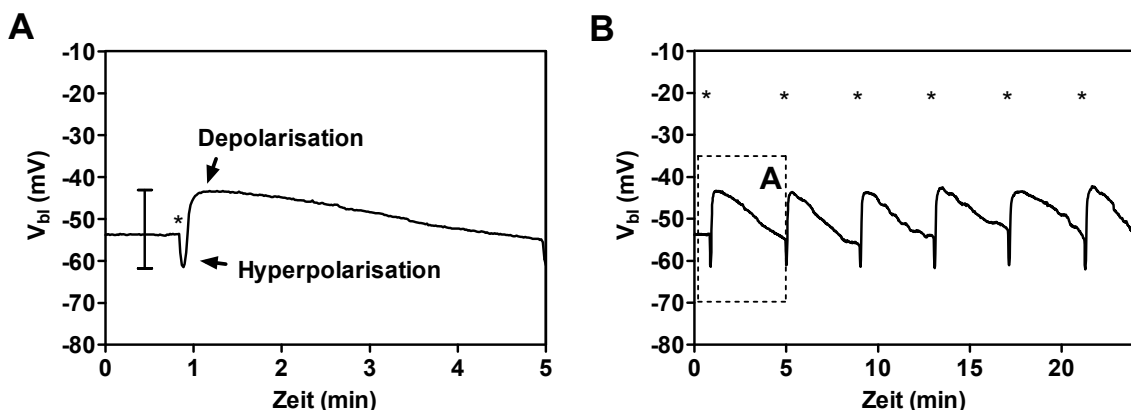 A
-10
-20
-30
-40
-50
-60
-70
-80
V_bl (mV)
Depolarisation
*
Hyperpolarisation
0 1 2 3 4 5
Zeit (min)
B
-10
-20
-30
-40
-50
-60
-70
-80
V_bl (mV)
* * * * * *
A
0 5 10 15 20
Zeit (min)